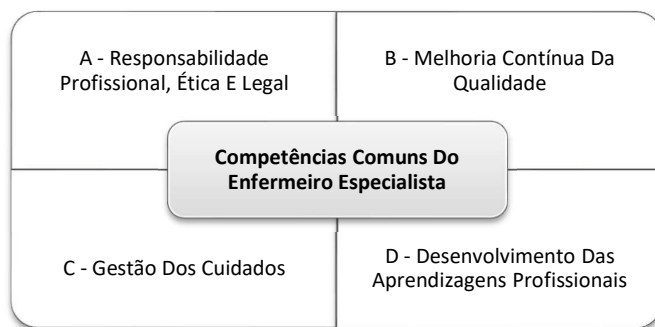 A - Responsabilidade
Profissional, Ética E Legal
B - Melhoria Contínua Da
Qualidade
Competências Comuns Do
Enfermeiro Especialista
C - Gestão Dos Cuidados
D - Desenvolvimento Das
Aprendizagens Profissionais